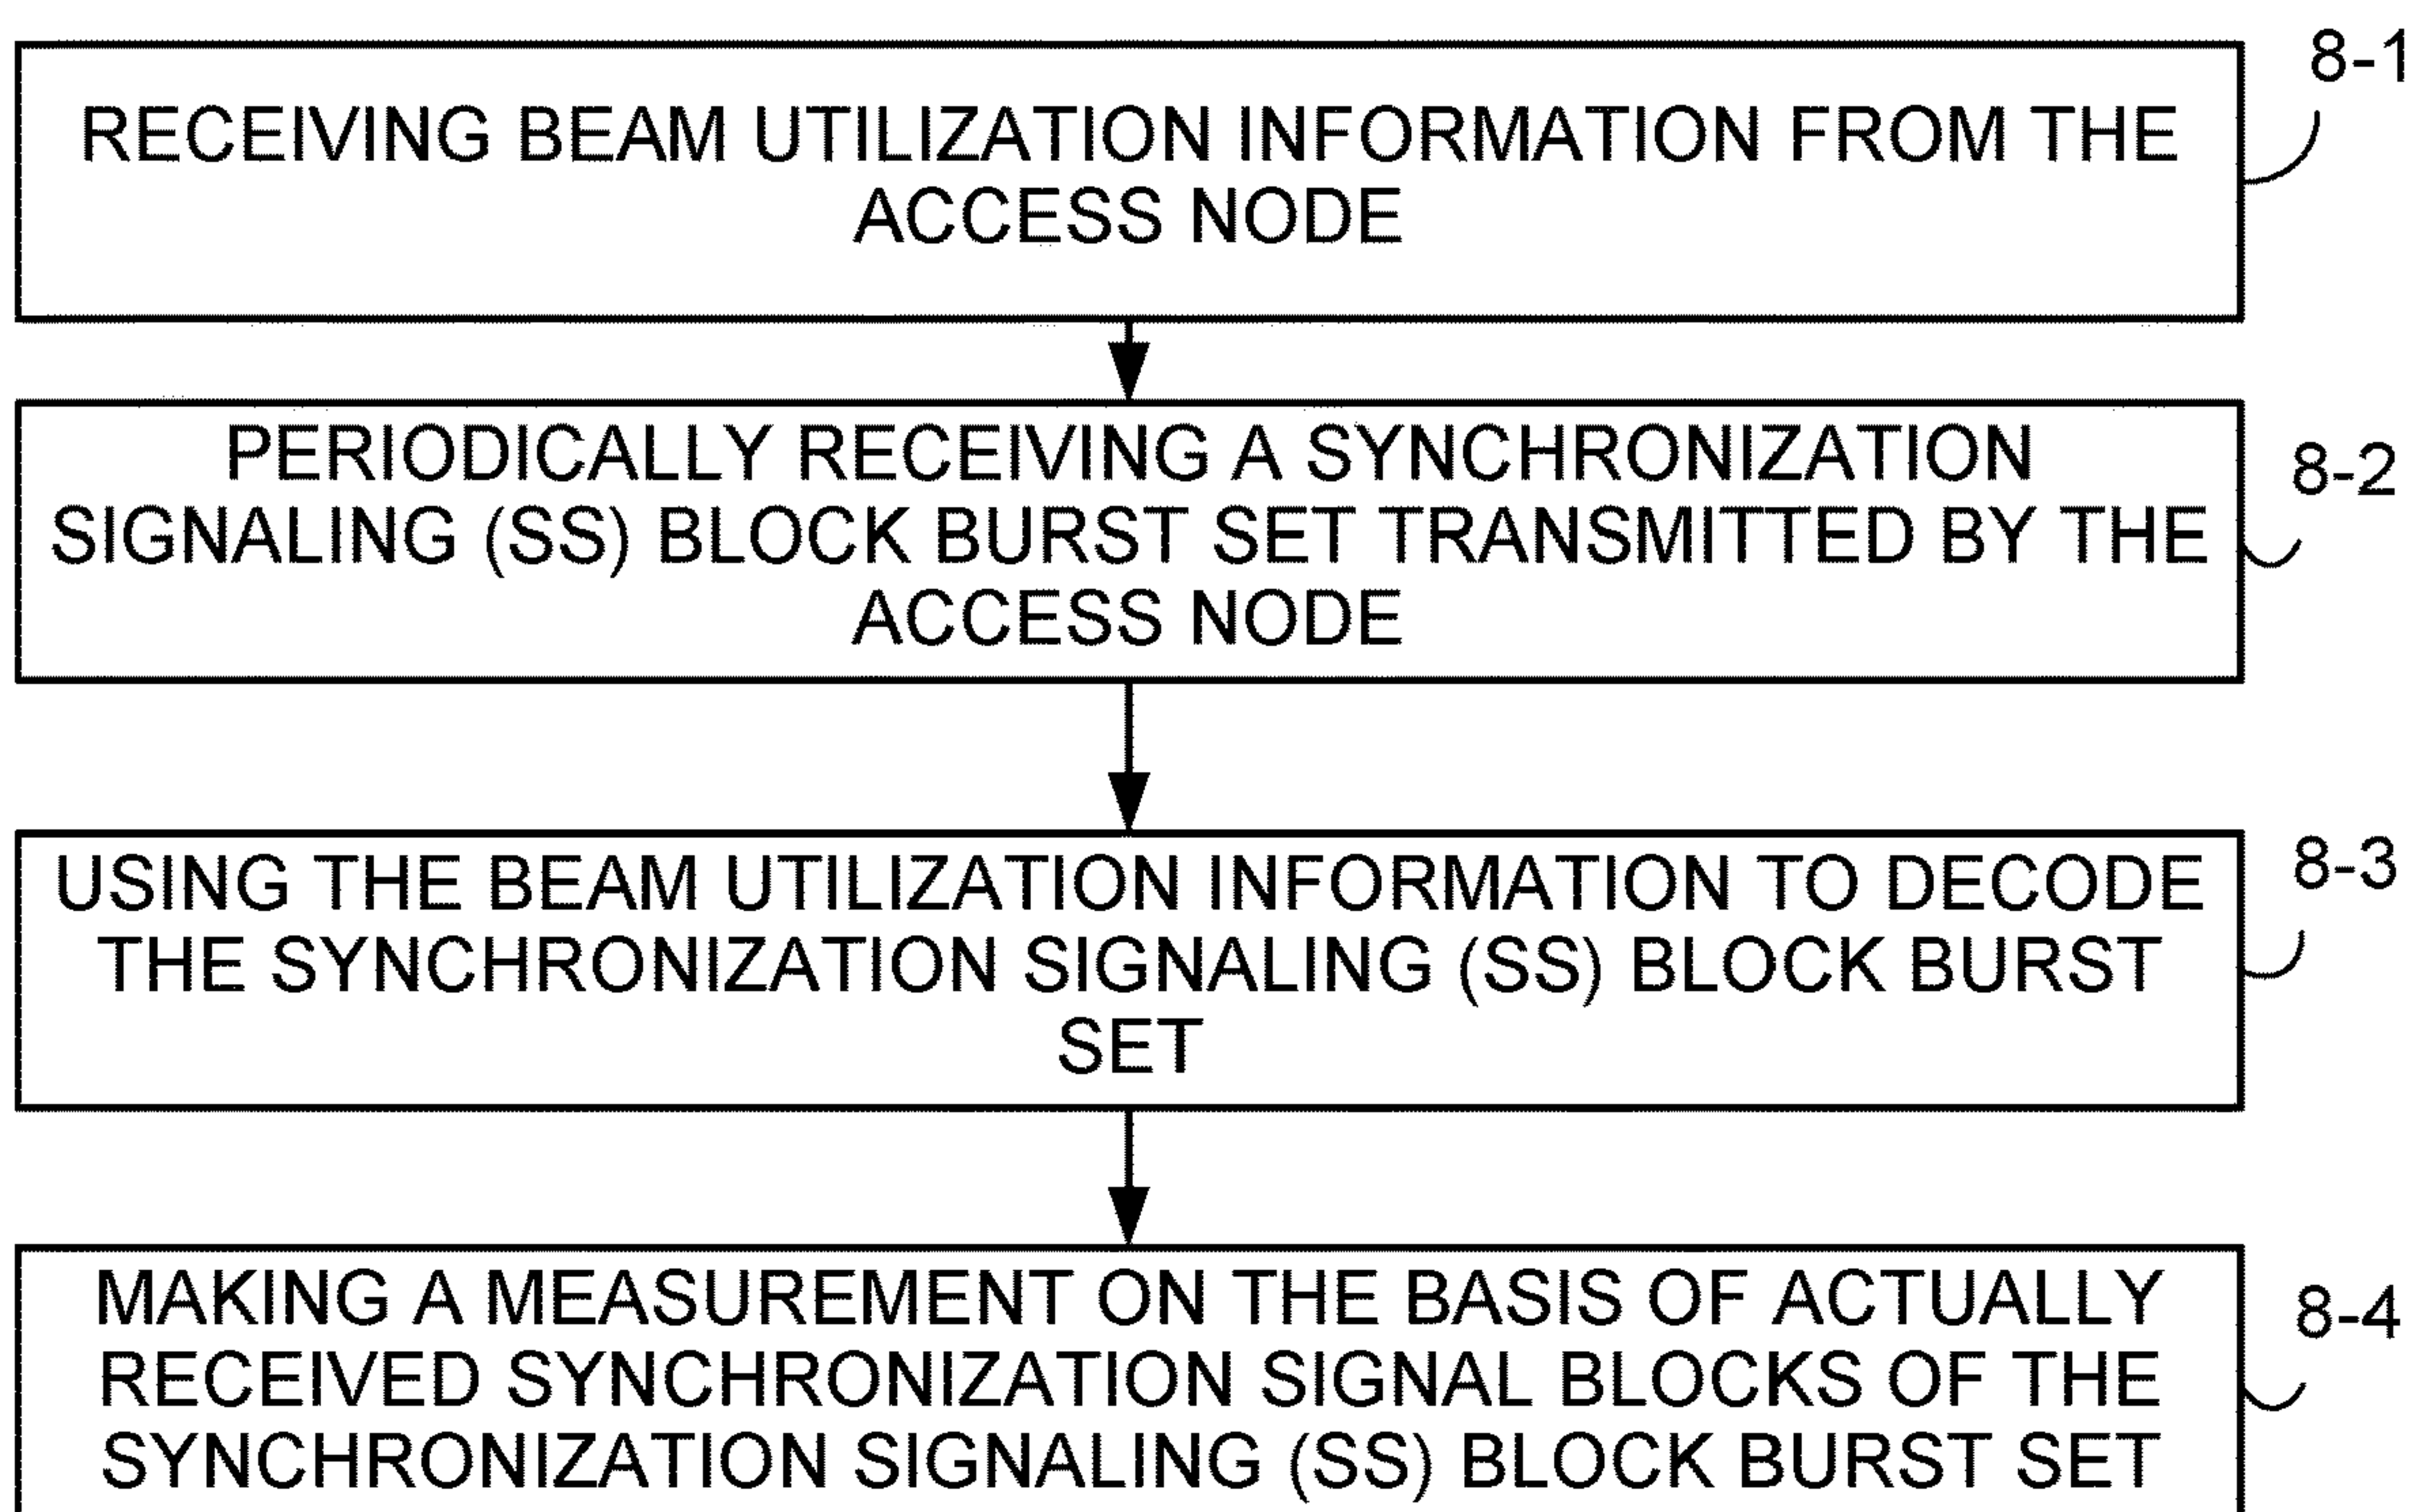 8-1
RECEIVING BEAM UTILIZATION INFORMATION FROM THE
ACCESS NODE
PERIODICALLY RECEIVING A SYNCHRONIZATION
8-2
SIGNALING (SS) BLOCK BURST SET TRANSMITTED BY THE
ACCESS NODE
USING THE BEAM UTILIZATION INFORMATION TO DECODE
8-3
THE SYNCHRONIZATION SIGNALING (SS) BLOCK BURST
SET
MAKING A MEASUREMENT ON THE BASIS OF ACTUALLY
8-4
RECEIVED SYNCHRONIZATION SIGNAL BLOCKS OF THE
SYNCHRONIZATION SIGNALING (SS) BLOCK BURST SET